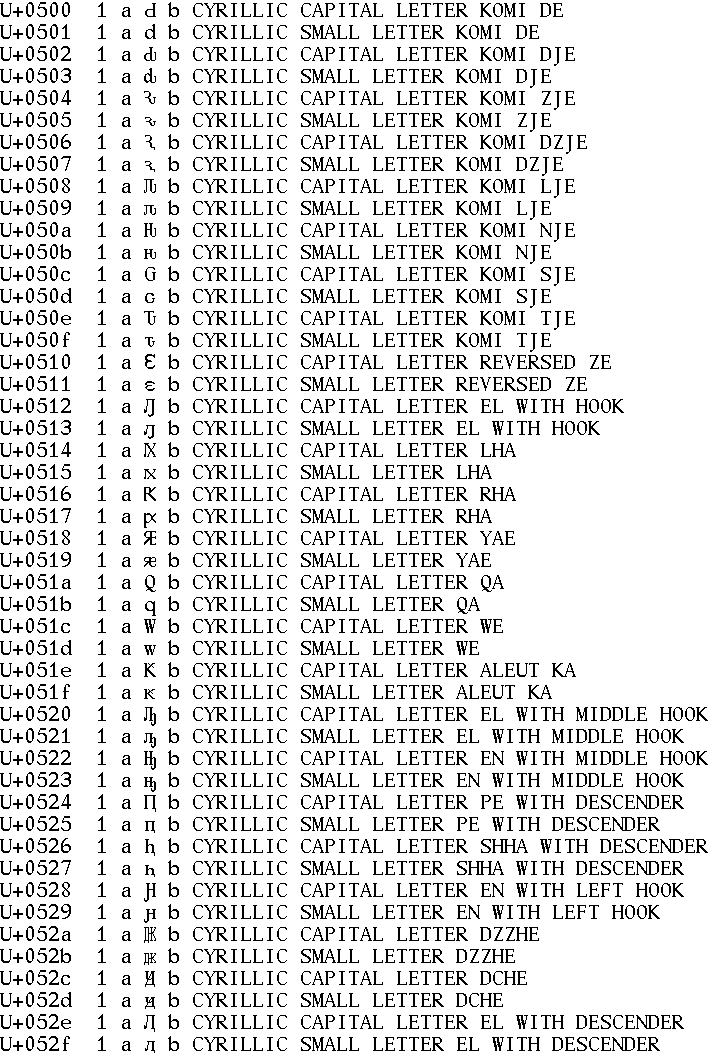 U+0500 1 a Ԁ b CYRILLIC CAPITAL LETTER KOMI DE
U+0501 1 a ԁ b CYRILLIC SMALL LETTER KOMI DE
U+0502 1 a Ԃ b CYRILLIC CAPITAL LETTER KOMI DJE
U+0503 1 a ԃ b CYRILLIC SMALL LETTER KOMI DJE
U+0504 1 a Ԅ b CYRILLIC CAPITAL LETTER KOMI ZJE
U+0505 1 a ԅ b CYRILLIC SMALL LETTER KOMI ZJE
U+0506 1 a Ԇ b CYRILLIC CAPITAL LETTER KOMI DZJE
U+0507 1 a ԇ b CYRILLIC SMALL LETTER KOMI DZJE
U+0508 1 a Ԉ b CYRILLIC CAPITAL LETTER KOMI LJE
U+0509 1 a ԉ b CYRILLIC SMALL LETTER KOMI LJE
U+050a 1 a Ԋ b CYRILLIC CAPITAL LETTER KOMI NJE
U+050b 1 a ԋ b CYRILLIC SMALL LETTER KOMI NJE
U+050c 1 a Ԍ b CYRILLIC CAPITAL LETTER KOMI SJE
U+050d 1 a ԍ b CYRILLIC SMALL LETTER KOMI SJE
U+050e 1 a Ԏ b CYRILLIC CAPITAL LETTER KOMI TJE
U+050f 1 a ԏ b CYRILLIC SMALL LETTER KOMI TJE
U+0510 1 a Ԑ b CYRILLIC CAPITAL LETTER REVERSED ZE
U+0511 1 a ԑ b CYRILLIC SMALL LETTER REVERSED ZE
U+0512 1 a Ԓ b CYRILLIC CAPITAL LETTER EL WITH HOOK
U+0513 1 a ԓ b CYRILLIC SMALL LETTER EL WITH HOOK
U+0514 1 a Ԕ b CYRILLIC CAPITAL LETTER LHA
U+0515 1 a ԕ b CYRILLIC SMALL LETTER LHA
U+0516 1 a Ԗ b CYRILLIC CAPITAL LETTER RHA
U+0517 1 a ԗ b CYRILLIC SMALL LETTER RHA
U+0518 1 a Ԙ b CYRILLIC CAPITAL LETTER YAE
U+0519 1 a ԙ b CYRILLIC SMALL LETTER YAE
U+051a 1 a Ԛ b CYRILLIC CAPITAL LETTER QA
U+051b 1 a ԛ b CYRILLIC SMALL LETTER QA
U+051c 1 a Ԝ b CYRILLIC CAPITAL LETTER WE
U+051d 1 a ԝ b CYRILLIC SMALL LETTER WE
U+051e 1 a Ԟ b CYRILLIC CAPITAL LETTER ALEUT KA
U+051f 1 a ԟ b CYRILLIC SMALL LETTER ALEUT KA
U+0520 1 a Ԡ b CYRILLIC CAPITAL LETTER EL WITH MIDDLE HOOK
U+0521 1 a ԡ b CYRILLIC SMALL LETTER EL WITH MIDDLE HOOK
U+0522 1 a Ԣ b CYRILLIC CAPITAL LETTER EN WITH MIDDLE HOOK
U+0523 1 a ԣ b CYRILLIC SMALL LETTER EN WITH MIDDLE HOOK
U+0524 1 a Ԥ b CYRILLIC CAPITAL LETTER PE WITH DESCENDER
U+0525 1 a ԥ b CYRILLIC SMALL LETTER PE WITH DESCENDER
U+0526 1 a Ԧ b CYRILLIC CAPITAL LETTER SHHA WITH DESCENDER
U+0527 1 a ԧ b CYRILLIC SMALL LETTER SHHA WITH DESCENDER
U+0528 1 a Ԩ b CYRILLIC CAPITAL LETTER EN WITH LEFT HOOK
U+0529 1 a ԩ b CYRILLIC SMALL LETTER EN WITH LEFT HOOK
U+052a 1 a Ԫ b CYRILLIC CAPITAL LETTER DZZHE
U+052b 1 a ԫ b CYRILLIC SMALL LETTER DZZHE
U+052c 1 a Ԭ b CYRILLIC CAPITAL LETTER DCHE
U+052d 1 a ԭ b CYRILLIC SMALL LETTER DCHE
U+052e 1 a Ԯ b CYRILLIC CAPITAL LETTER EL WITH DESCENDER
U+052f 1 a ԯ b CYRILLIC SMALL LETTER EL WITH DESCENDER